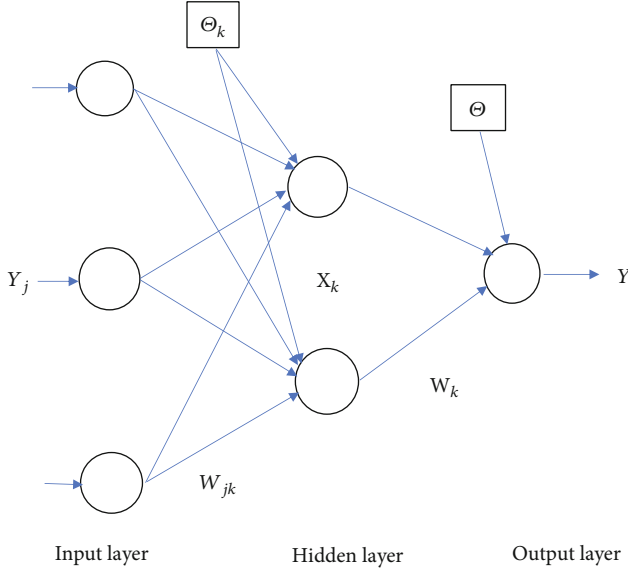 Θk
Θ
Yj
Xk
Y
Wk
Wjk
Input layer
Hidden layer
Output layer